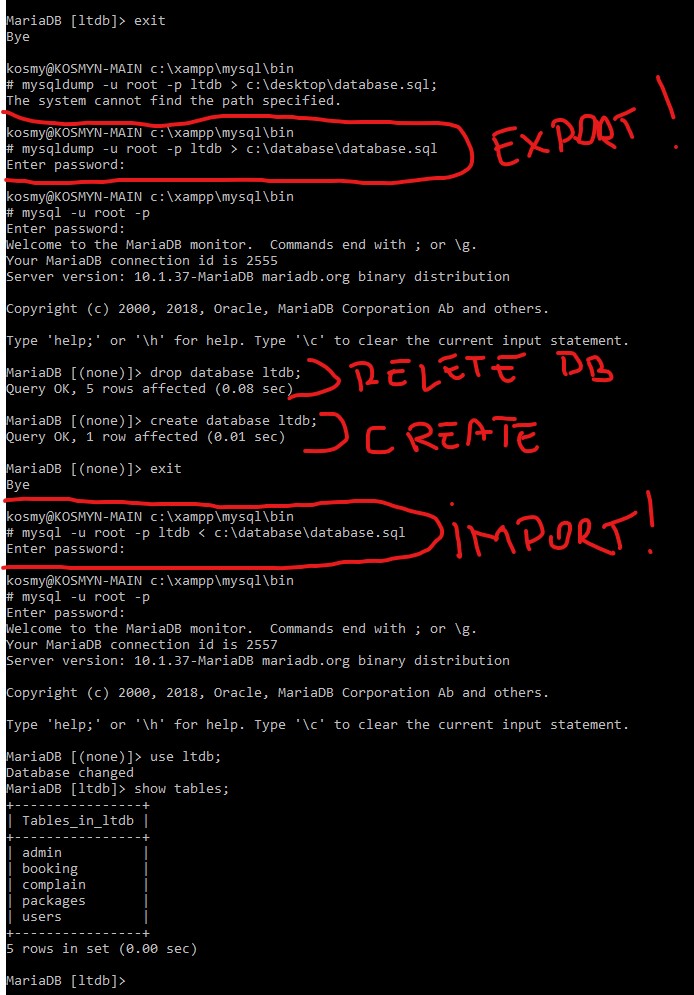 MariaDB [ltdb]> exit
Bye
kosmy@KOSMYN-MAIN c:\xampp\mysql\bin
# mysqldump -u root -p ltdb > c:\desktop\database.sql;
The system cannot find the path specified.
kosmy@KOSMYN-MAIN c:\xampp\mysql\bin
# mysqldump -u root -p ltdb > c:\database\database.sql
Enter password:
EXPORT!
kosmy@KOSMYN-MAIN c:\xampp\mysql\bin
# mysql -u root -p
Enter password:
Welcome to the MariaDB monitor.  Commands end with ; or \g.
Your MariaDB connection id is 2555
Server version: 10.1.37-MariaDB mariadb.org binary distribution
Copyright (c) 2000, 2018, Oracle, MariaDB Corporation Ab and others.
Type 'help;' or '\h' for help. Type '\c' to clear the current input statement.
MariaDB [(none)]> drop database ltdb;
Query OK, 5 rows affected (0.08 sec)
DELETE DB
MariaDB [(none)]> create database ltdb;
Query OK, 1 row affected (0.01 sec)
CREATE
MariaDB [(none)]> exit
Bye
kosmy@KOSMYN-MAIN c:\xampp\mysql\bin
# mysql -u root -p ltdb < c:\database\database.sql
Enter password:
iMPORT!
kosmy@KOSMYN-MAIN c:\xampp\mysql\bin
# mysql -u root -p
Enter password:
Welcome to the MariaDB monitor.  Commands end with ; or \g.
Your MariaDB connection id is 2557
Server version: 10.1.37-MariaDB mariadb.org binary distribution
Copyright (c) 2000, 2018, Oracle, MariaDB Corporation Ab and others.
Type 'help;' or '\h' for help. Type '\c' to clear the current input statement.
MariaDB [(none)]> use ltdb;
Database changed
MariaDB [ltdb]> show tables;
+----------------+
| Tables_in_ltdb |
+----------------+
| admin          |
| booking        |
| complain       |
| packages       |
| users          |
+----------------+
5 rows in set (0.00 sec)
MariaDB [ltdb]>